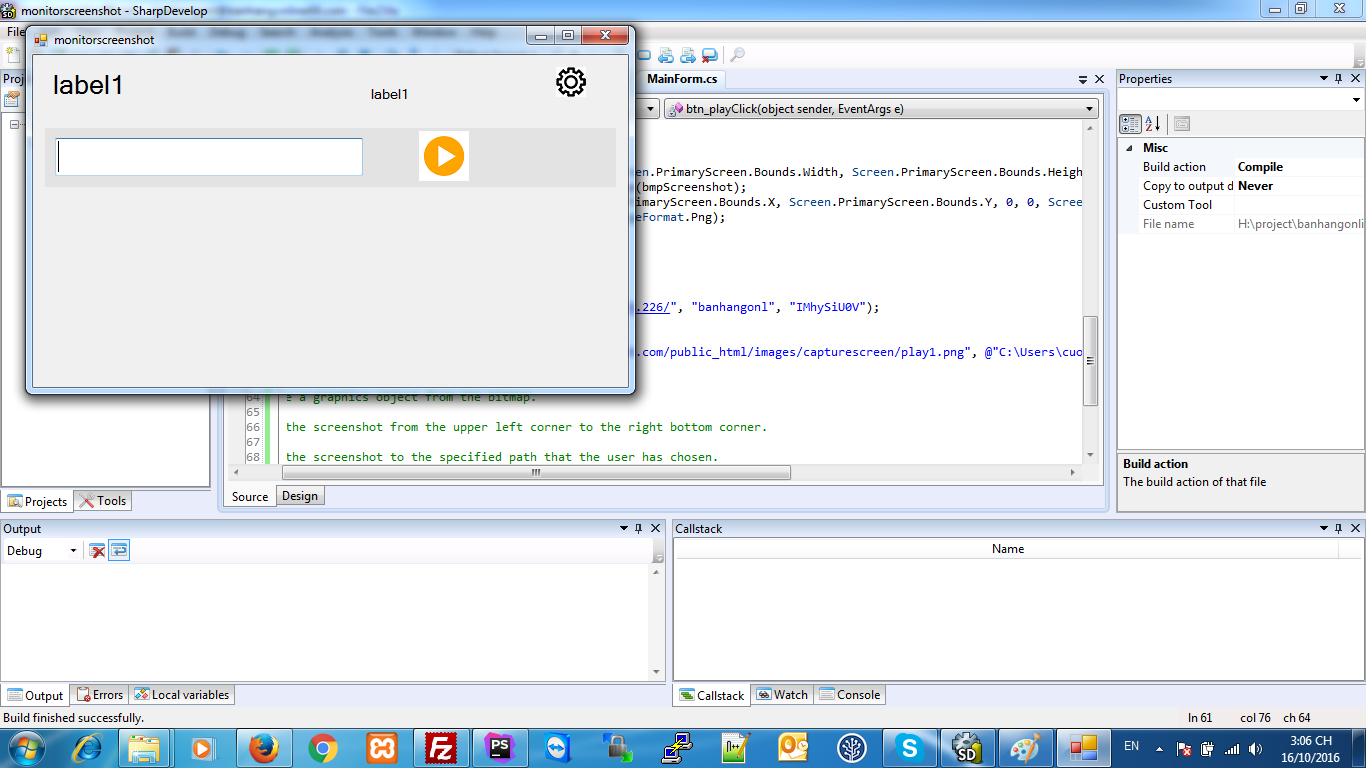 monitorscreenshot - SharpDevelop
File
monitorscreenshot
label1
label1
MainForm.cs
btn_playClick(object sender, EventArgs e)
en.PrimaryScreen.Bounds.Width, Screen.PrimaryScreen.Bounds.Heigh
(bmpScreenshot);
imaryScreen.Bounds.X, Screen.PrimaryScreen.Bounds.Y, 0, 0, Scree
eFormat.Png);
.226/", "banhangonl", "IMhySiU0V");
.com/public_html/images/capturescreen/play1.png", @"C:\Users\cuo
64 e a graphics object from the bitmap.
65
66 the screenshot from the upper left corner to the right bottom corner.
67
68 the screenshot to the specified path that the user has chosen.
Source Design
Projects Tools
Properties
Misc
Build action Compile
Copy to output d Never
Custom Tool
File name H:\project\banhangonli
Build action
The build action of that file
Output
Debug
Callstack
Name
Output Errors Local variables
Callstack Watch Console
Build finished successfully.
ln 61 col 76 ch 64
EN
3:06 CH
16/10/2016